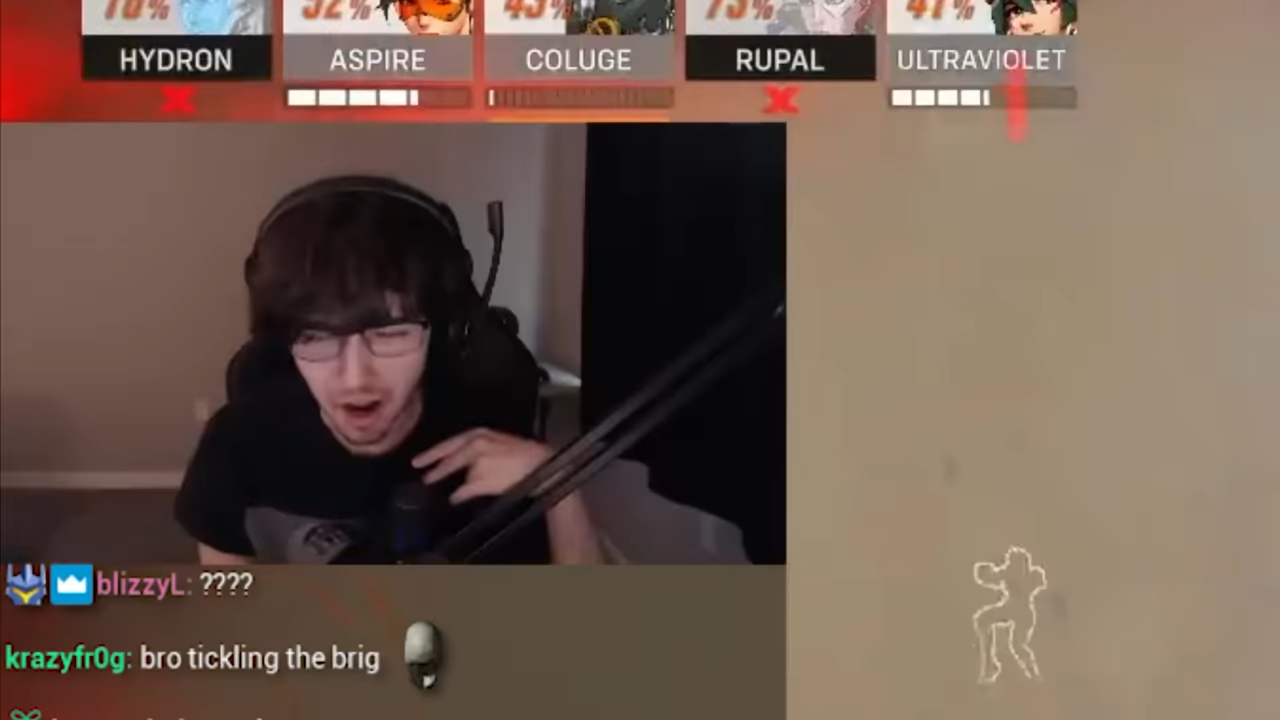 HYDRON ASPIRE COLUGE RUPAL ULTRAVIOLET
blizzyL: ????
krazyfr0g: bro tickling the brig